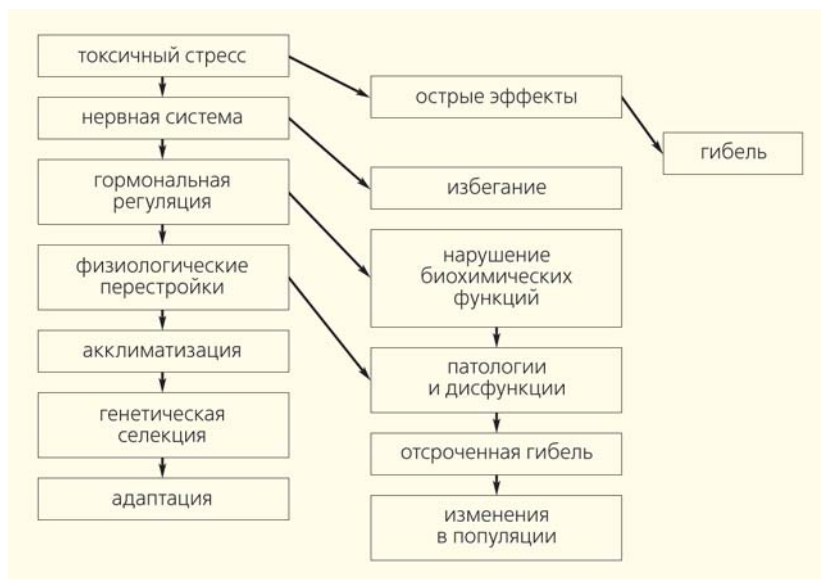 токсичный стресс
нервная система
гормональная
регуляция
физиологические
перестройки
акклиматизация
генетическая
селекция
адаптация
острые эффекты
избегание
нарушение
биохимических
функций
патологии
и дисфункции
отсроченная гибель
изменения
в популяции
гибель